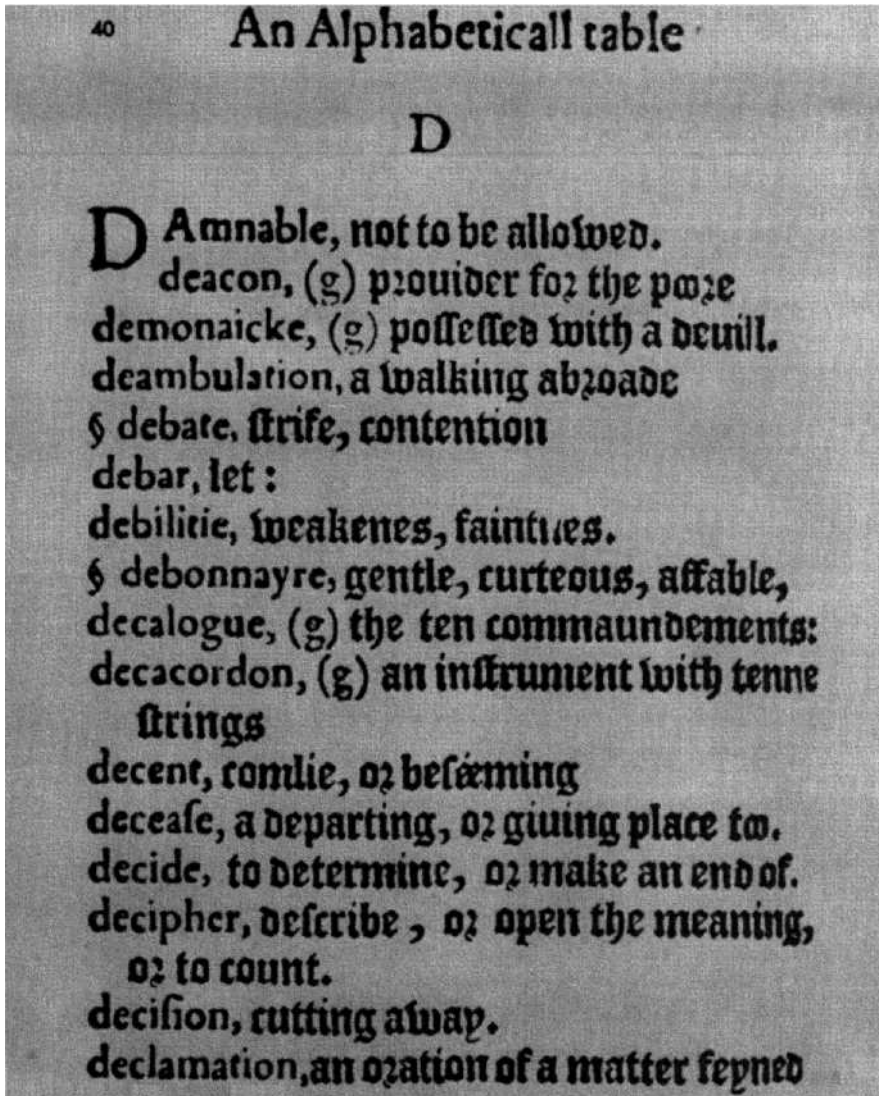 40 An Alphabeticall table
D
DAmnable, not to be allowed.
deacon, (g) prouider for the poore
demonaicke, (g) poſſeſſed with a deuill.
deambulation, a walking abroade
§ debate, ſtrife, contention
debar, let :
debilitie, weakenes, faintnes.
§ debonnayre, gentle, curteous, affable,
decalogue, (g) the ten commaundements:
decacordon, (g) an inſtrument with tenne
ſtrings
decent, comlie, or beſéeming
deceaſe, a departing, or giuing place too.
decide, to determine, or make an end of.
decipher, deſcribe , or open the meaning,
or to count.
deciſion, cutting away.
declamation,an oration of a matter feyned